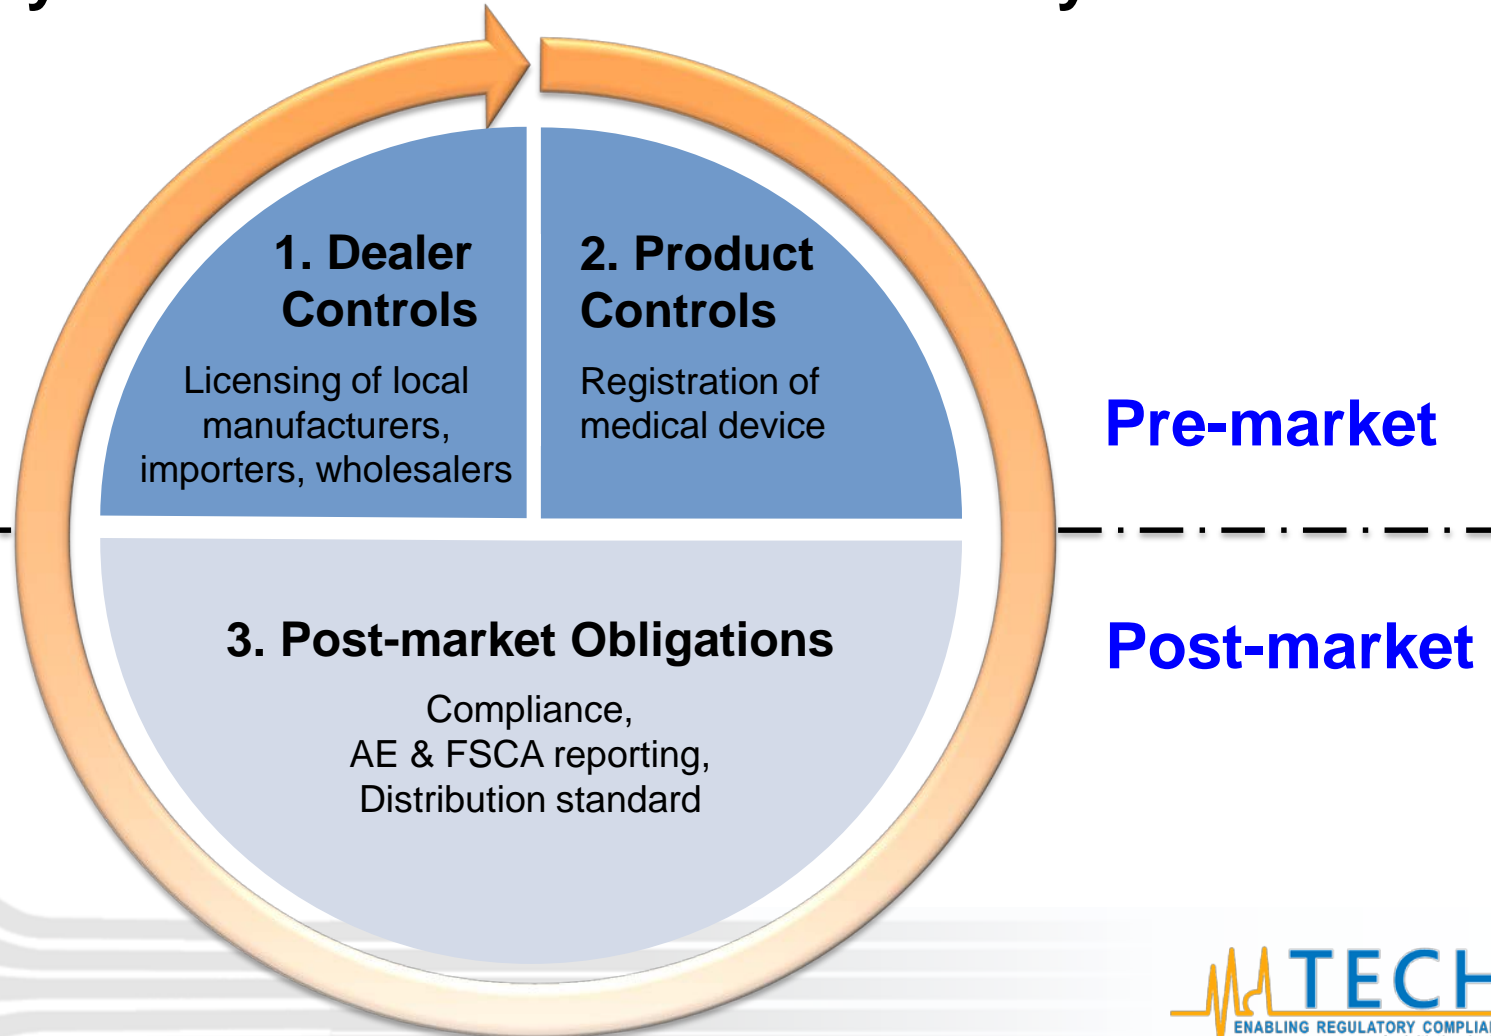 1. Dealer
Controls
Licensing of local
manufacturers,
importers, wholesalers
2. Product
Controls
Registration of
medical device
Pre-market
3. Post-market Obligations
Compliance,
AE & FSCA reporting,
Distribution standard
Post-market
TECH
ENABLING REGULATORY